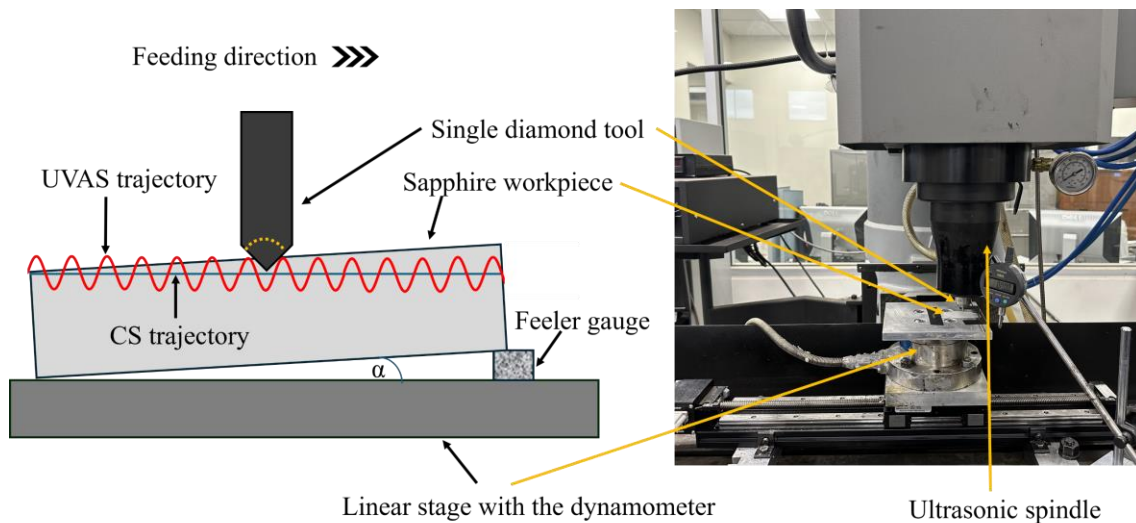 Feeding direction
Single diamond tool
UVAS trajectory
Sapphire workpiece
CS trajectory
Feeler gauge
α
Linear stage with the dynamometer
Ultrasonic spindle